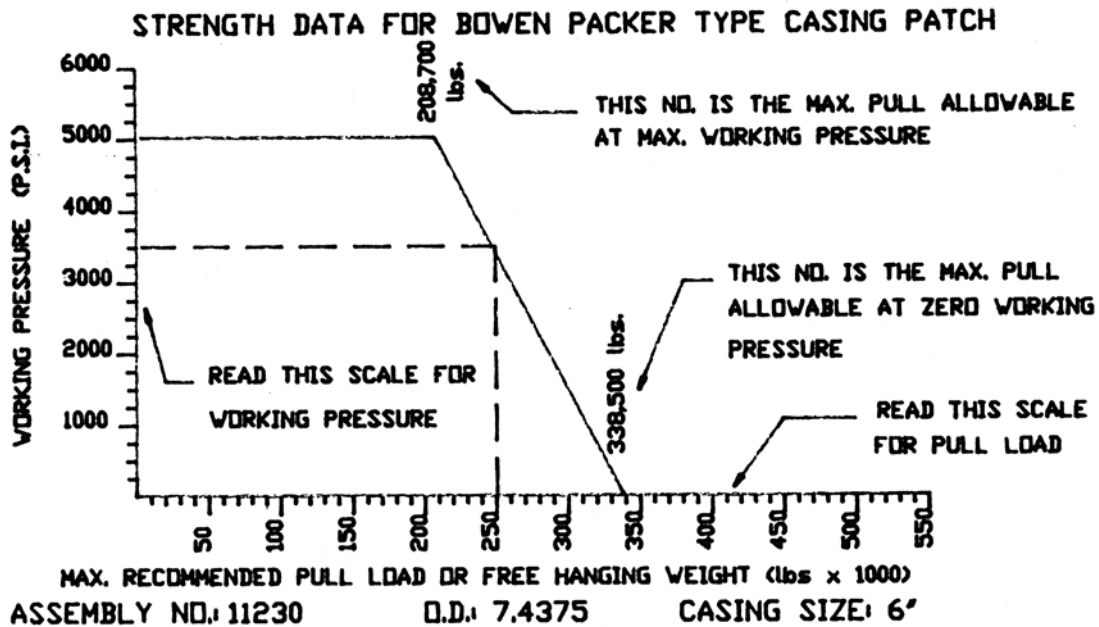 STRENGTH DATA FOR BOWEN PACKER TYPE CASING PATCH
6000
5000
4000
3000
2000
1000
WORKING PRESSURE (P.S.I.)
208,700
lbs.
THIS NO. IS THE MAX. PULL ALLOWABLE
AT MAX. WORKING PRESSURE
THIS NO. IS THE MAX. PULL
ALLOWABLE AT ZERO WORKING
PRESSURE
338,500 lbs.
READ THIS SCALE FOR
WORKING PRESSURE
READ THIS SCALE
FOR PULL LOAD
50
100
150
200
250
300
350
400
450
500
550
MAX. RECOMMENDED PULL LOAD OR FREE HANGING WEIGHT (lbs x 1000)
ASSEMBLY NO.: 11230 O.D.: 7.4375 CASING SIZE: 6"